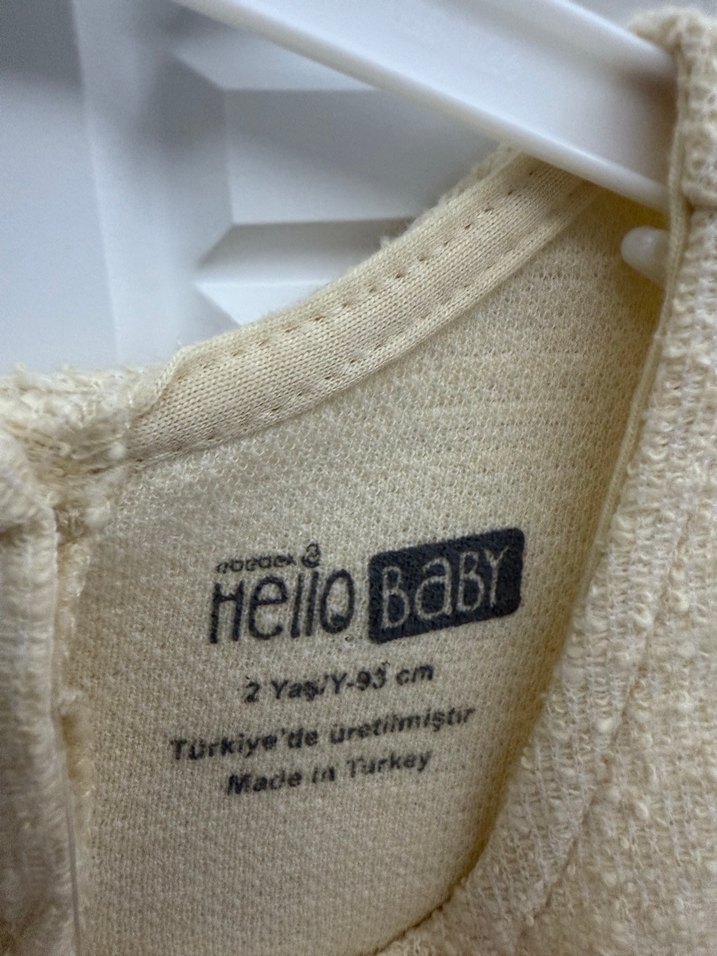 Hello BaBY
2 Yaş/Y-93 cm
Türkiye'de üretilmiştir
Made in Turkey